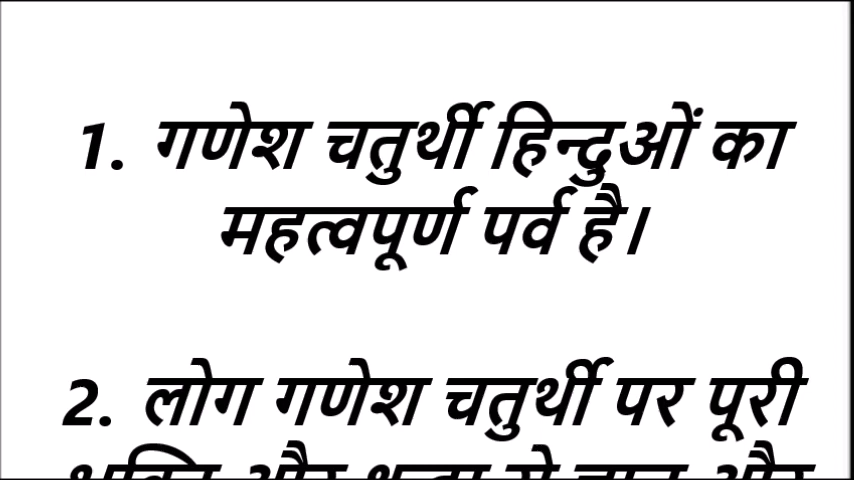 1. गणेश चतुर्थी हिन्दुओं का
महत्वपूर्ण पर्व है।
2. लोग गणेश चतुर्थी पर पूरी